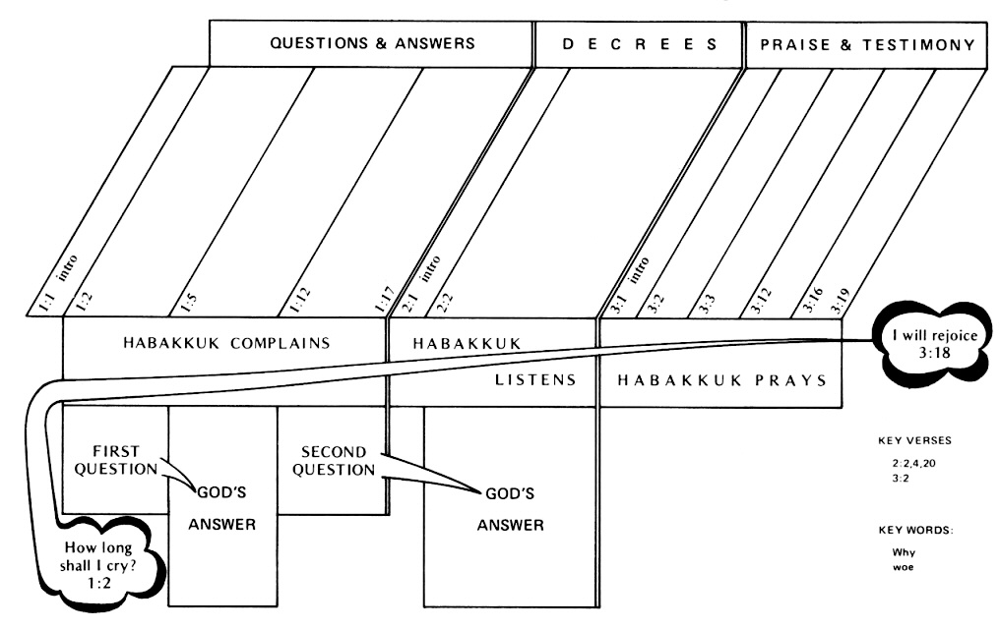 QUESTIONS & ANSWERS
DECREES
PRAISE & TESTIMONY
1:1 intro
1:2
1:5
1:12
1:17
2:1 intro
2:2
3:1 intro
3:2
3:3
3:12
3:16
3:19
HABAKKUK COMPLAINS
HABAKKUK
LISTENS
HABAKKUK PRAYS
I will rejoice
3:18
FIRST
QUESTION
GOD'S
ANSWER
SECOND
QUESTION
GOD'S
ANSWER
How long
shall I cry?
1:2
KEY VERSES
2:2,4,20
3:2
KEY WORDS:
Why
woe